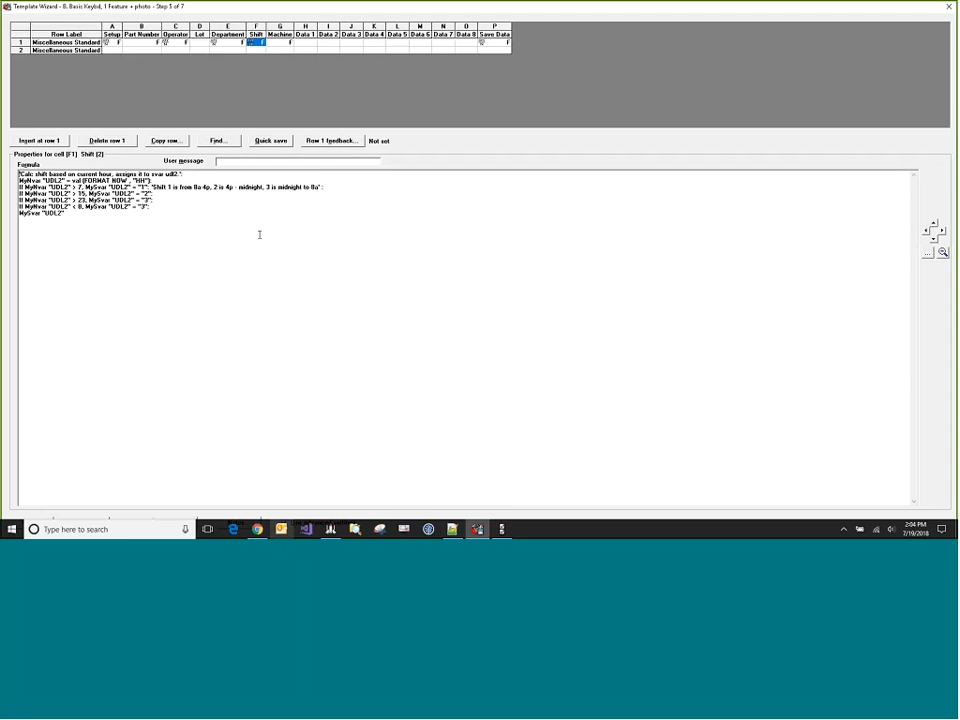 Template Wizard - B. Basic Keybd, 1 Feature + photo - Step 5 of 7
A B C D E F G H I J K L M N O P
Row Label Setup Part Number Operator Lot Department Shift Machine Data 1 Data 2 Data 3 Data 4 Data 5 Data 6 Data 7 Data 8 Save Data
1 Miscellaneous Standard F F F F F F F
2 Miscellaneous Standard
Insert at row 1 Delete row 1 Copy row... Find... Quick save Row 1 feedback... Not set
Properties for cell [F1] Shift (2)
User message
Formula
'Calc shift based on current hour, assigns it to svar udl2.':
MyNvar "UDL2" = val (FORMAT NOW , "HH"):
If MyNvar "UDL2" > 7, MySvar "UDL2" = "1": 'Shift 1 is from 8a-4p, 2 is 4p - midnight, 3 is midnight to 8a' :
If MyNvar "UDL2" > 15, MySvar "UDL2" = "2":
If MyNvar "UDL2" > 23, MySvar "UDL2" = "3":
If MyNvar "UDL2" < 8, MySvar "UDL2" = "3":
MySvar "UDL2"
...
Type here to search
2:04 PM
7/19/2018